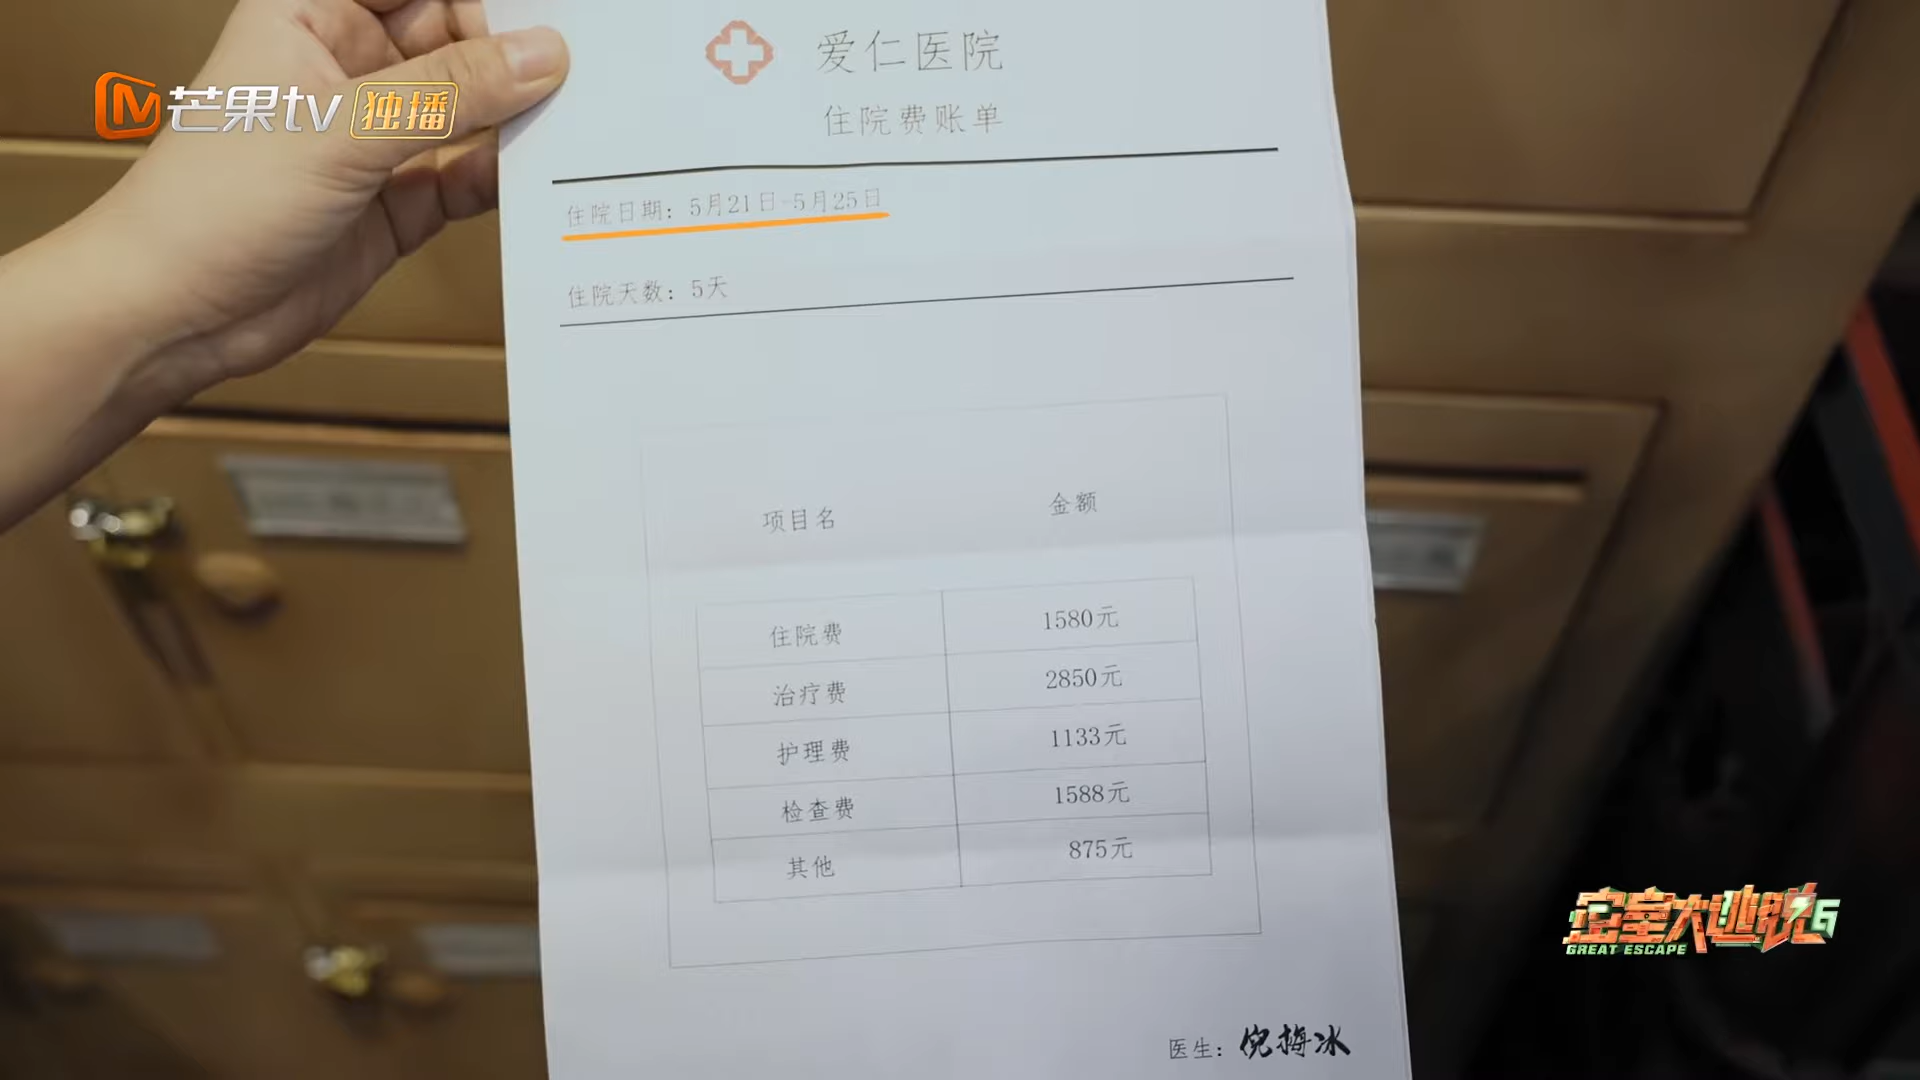 芒果tv 独播
爱仁医院
住院费账单
住院日期：5月21日-5月25日
住院天数：5天
项目名 金额
住院费 1580元
治疗费 2850元
护理费 1133元
检查费 1588元
其他 875元
密室大逃脱6
GREAT ESCAPE
医生：倪梅冰